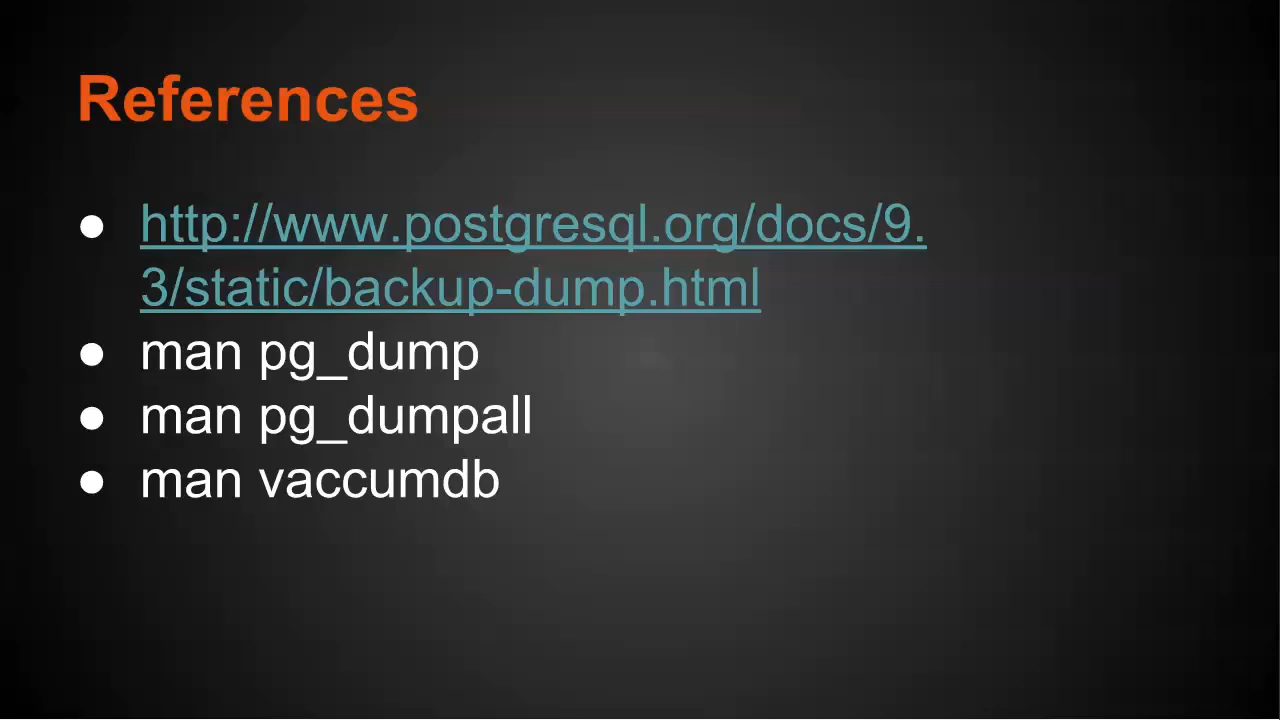 References
● http://www.postgresql.org/docs/9.
3/static/backup-dump.html
● man pg_dump
● man pg_dumpall
● man vaccumdb